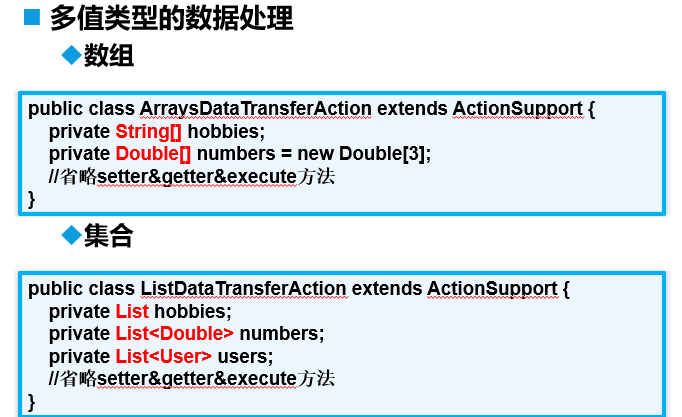 多值类型的数据处理
数组
public class ArraysDataTransferAction extends ActionSupport {
private String[] hobbies;
private Double[] numbers = new Double[3];
//省略setter&getter&execute方法
}
集合
public class ListDataTransferAction extends ActionSupport {
private List hobbies;
private List<Double> numbers;
private List<User> users;
//省略setter&getter&execute方法
}